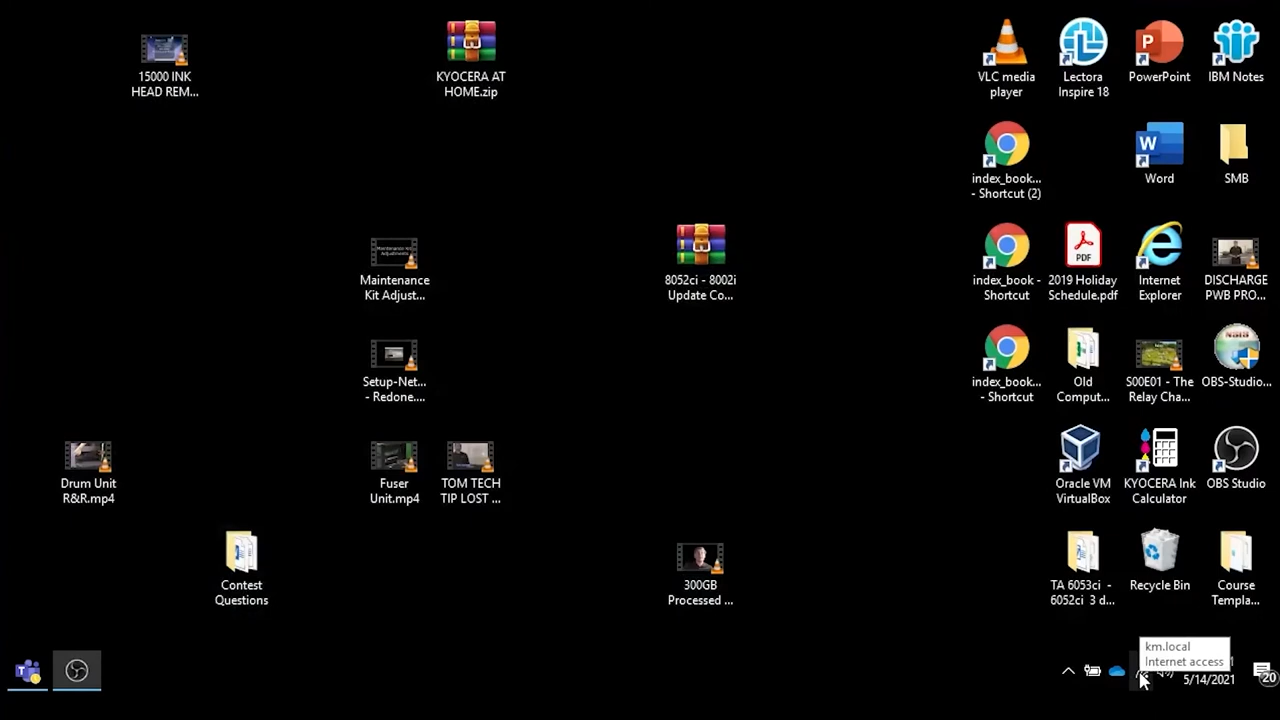 15000 INK
HEAD REM...
KYOCERA AT
HOME.zip
VLC media
player
Lectora
Inspire 18
PowerPoint
IBM Notes
index_book...
- Shortcut (2)
Word
SMB
Maintenance
Kit Adjust...
8052ci - 8002i
Update Co...
index_book -
Shortcut
PDF
2019 Holiday
Schedule.pdf
Internet
Explorer
DISCHARGE
PWB PRO...
Setup-Net...
- Redone....
index_book...
- Shortcut
Old
Comput...
S00E01 - The
Relay Cha...
OBS-Studio...
Drum Unit
R&R.mp4
Fuser
Unit.mp4
TOM TECH
TIP LOST ...
Oracle VM
VirtualBox
KYOCERA Ink
Calculator
OBS Studio
Contest
Questions
300GB
Processed ...
TA 6053ci -
6052ci 3 d...
Recycle Bin
Course
Templa...
km.local
Internet access
5/14/2021
20